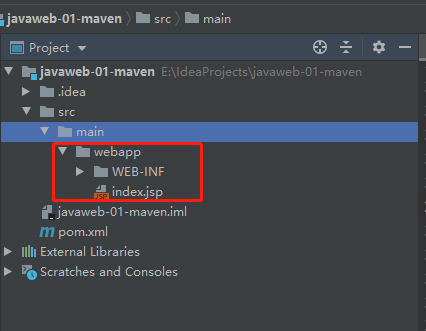 javaweb-01-maven src main
Project
javaweb-01-maven E:\IdeaProjects\javaweb-01-maven
.idea
src
main
webapp
WEB-INF
index.jsp
javaweb-01-maven.iml
pom.xml
External Libraries
Scratches and Consoles